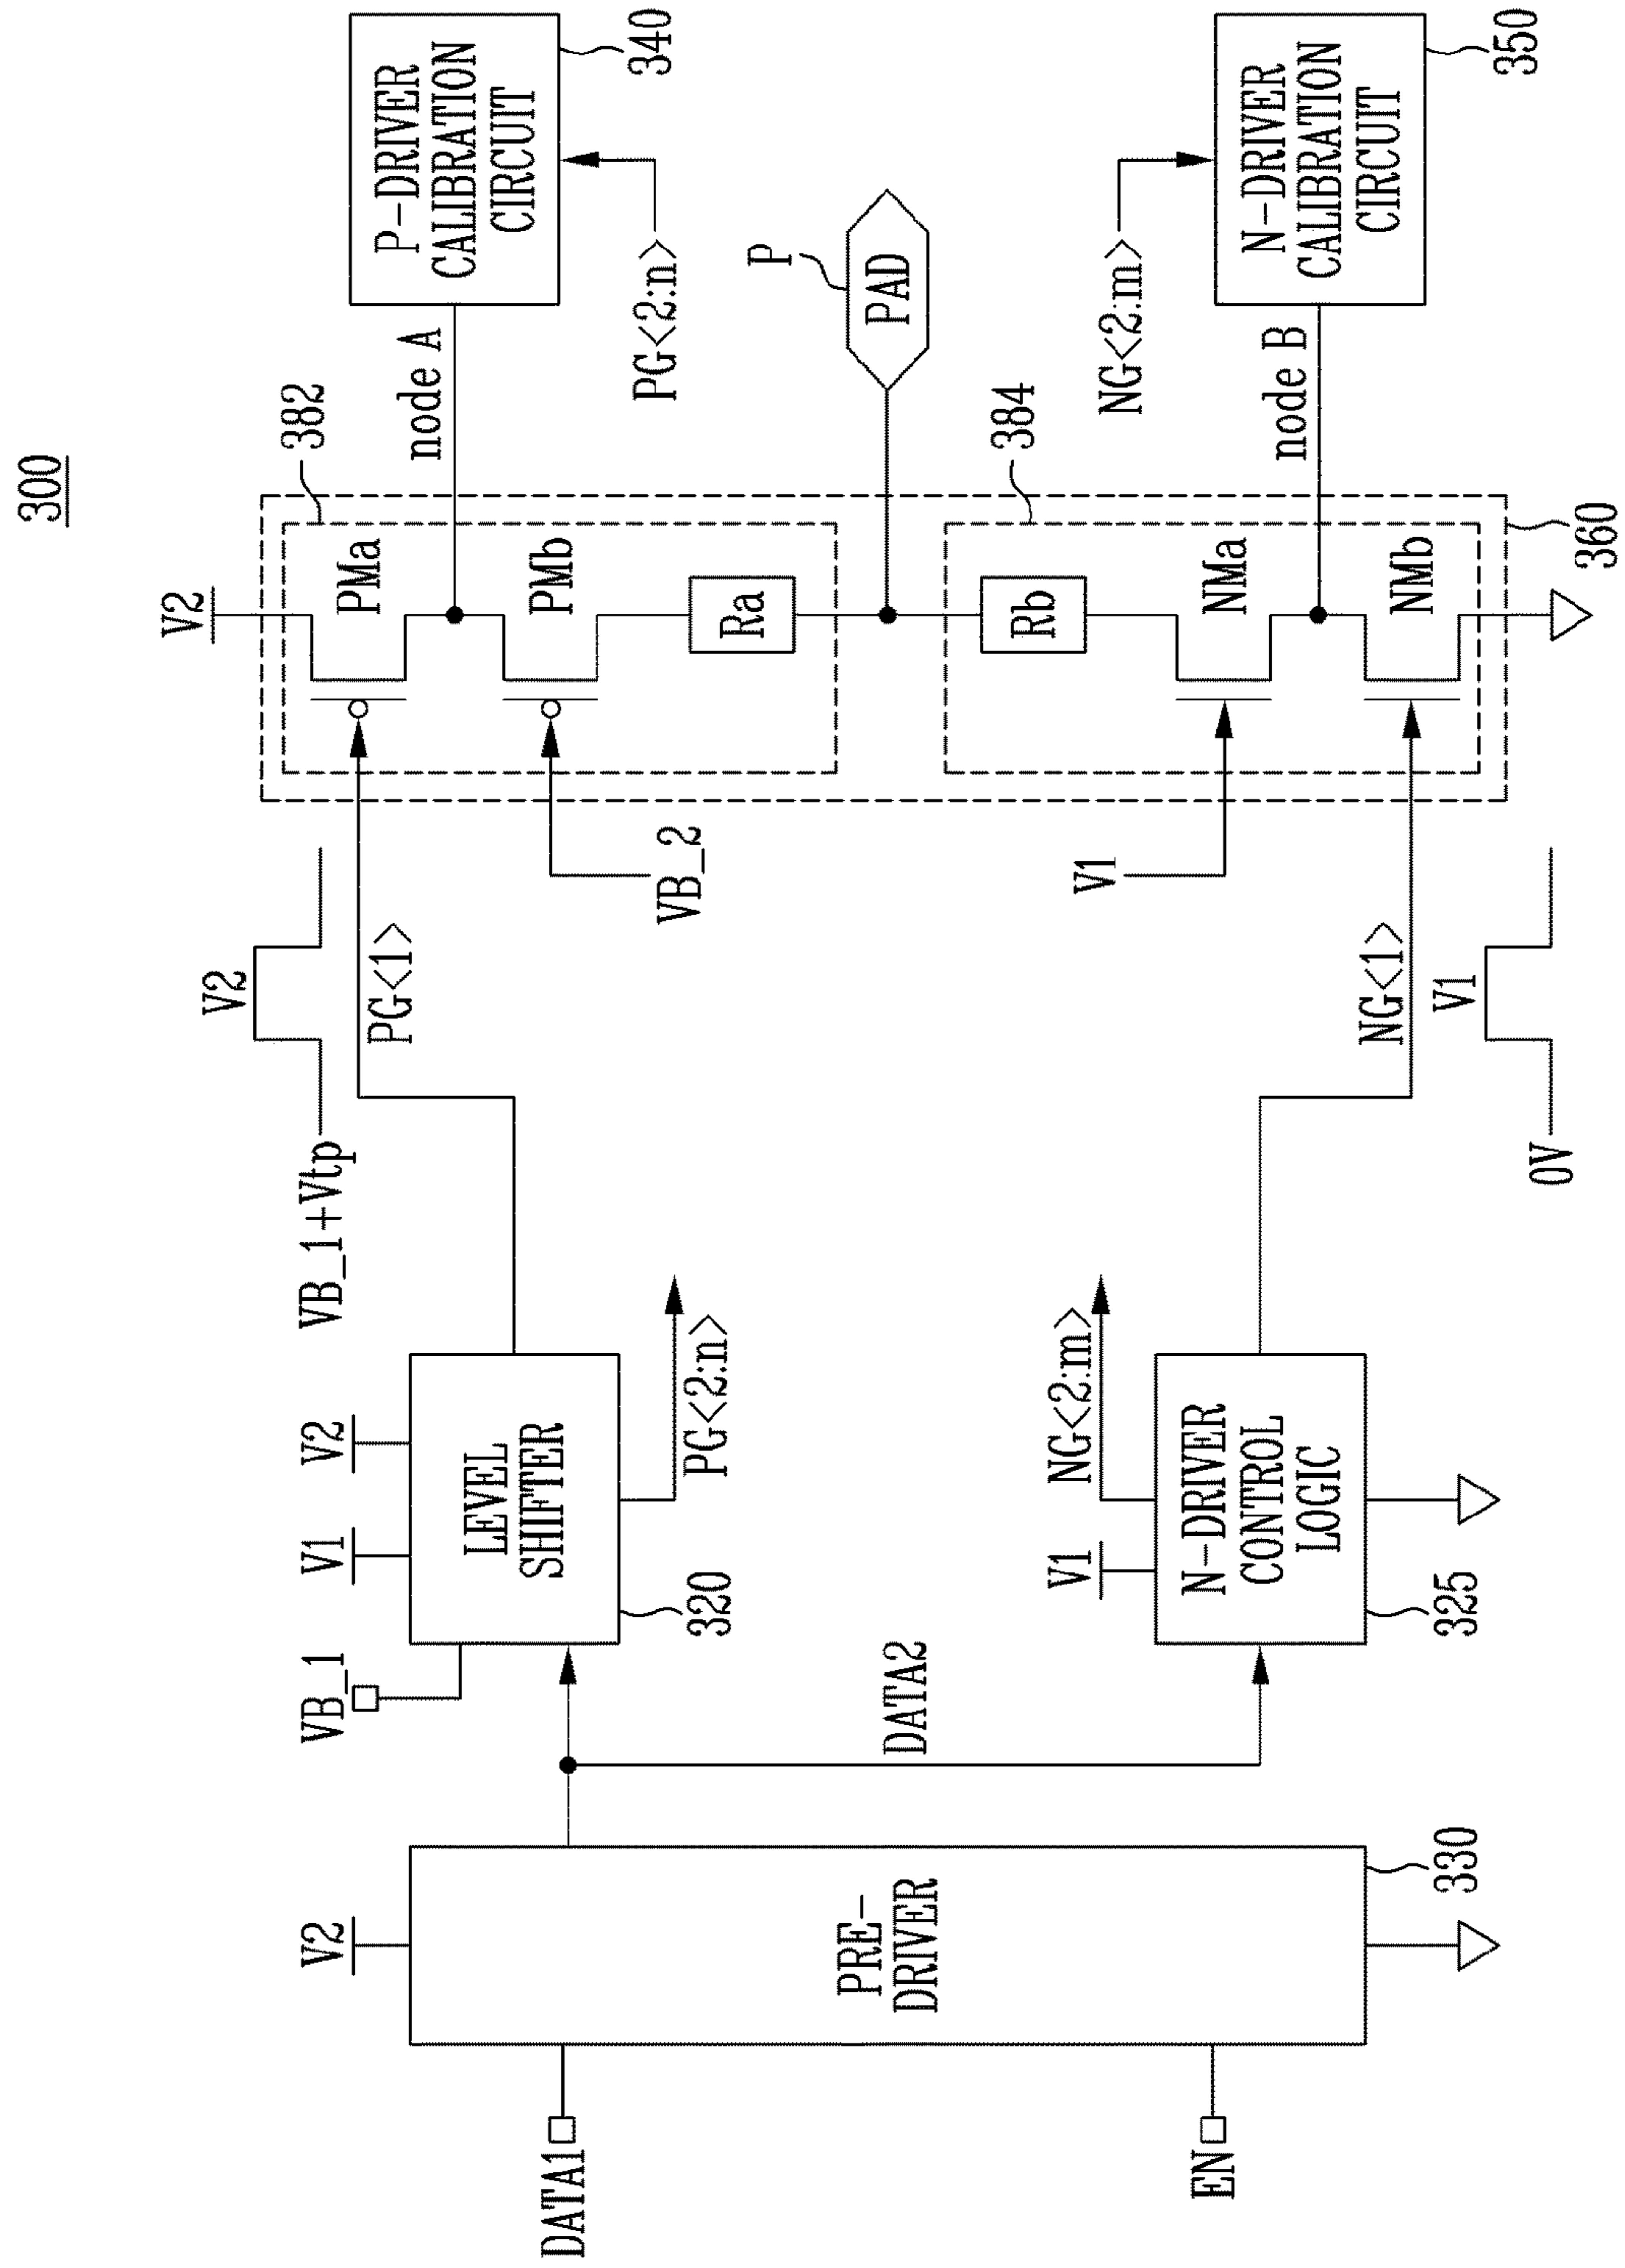 300
V2
VB_1
V1
V2
VB_1+Vtp
V2
V2
382
PMa
node A
P-DRIVER
CALIBRATION
CIRCUIT
340
DATA1
LEVEL
SHIFTER
320
PG<2:n>
PG<1>
VB_2
PMb
Ra
PG<2:n>
PRE-
DRIVER
330
DATA2
P
PAD
V1
NG<2:m>
V1
Rb
384
NG<2:m>
EN
N-DRIVER
CONTROL
LOGIC
325
NG<1>
0V
V1
NMa
NMb
node B
N-DRIVER
CALIBRATION
CIRCUIT
350
360